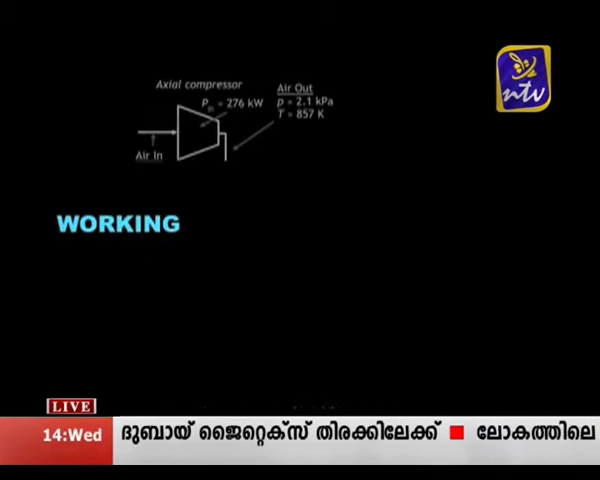 Axial compressor
P_in = 276 kW
Air Out
p = 2.1 kPa
T = 857 K
Air In
ntv
WORKING
LIVE
14:Wed
ദുബായ് ജൈറ്റെക്സ് തിരക്കിലേക്ക് ■ ലോകത്തിലെ